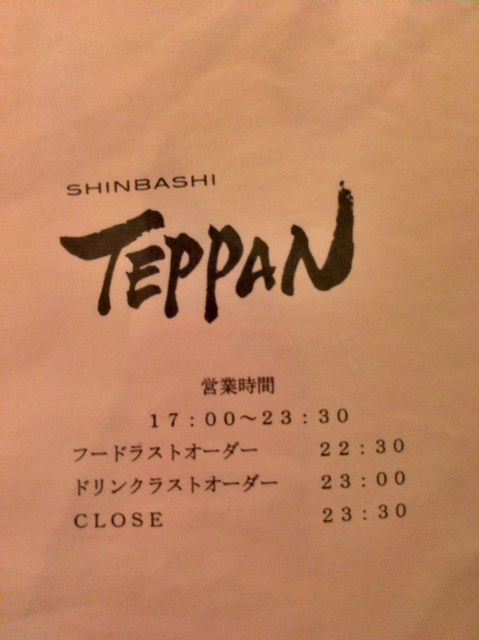 SHINBASHI
TEPPAN
営業時間
17:00〜23:30
フードラストオーダー 22:30
ドリンクラストオーダー 23:00
CLOSE 23:30